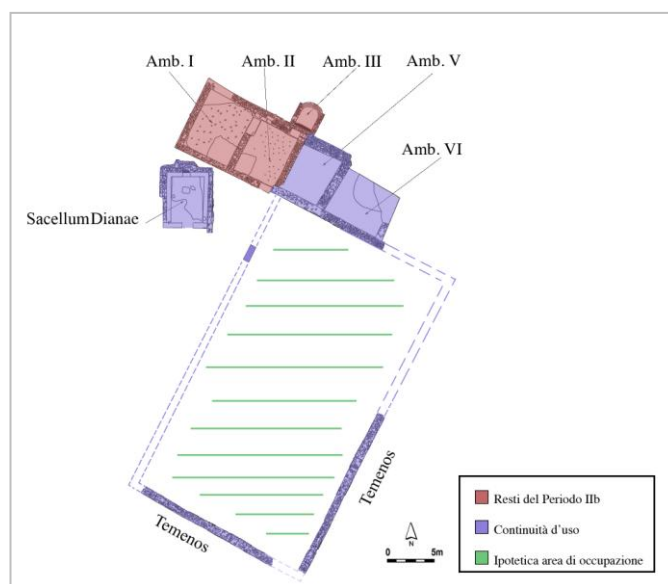 Amb. I
Amb. II
Amb. III
Amb. V
Amb. VI
SacellumDianae
Temenos
Temenos
N
0 5m
Resti del Periodo IIb
Continuità d'uso
Ipotetica area di occupazione